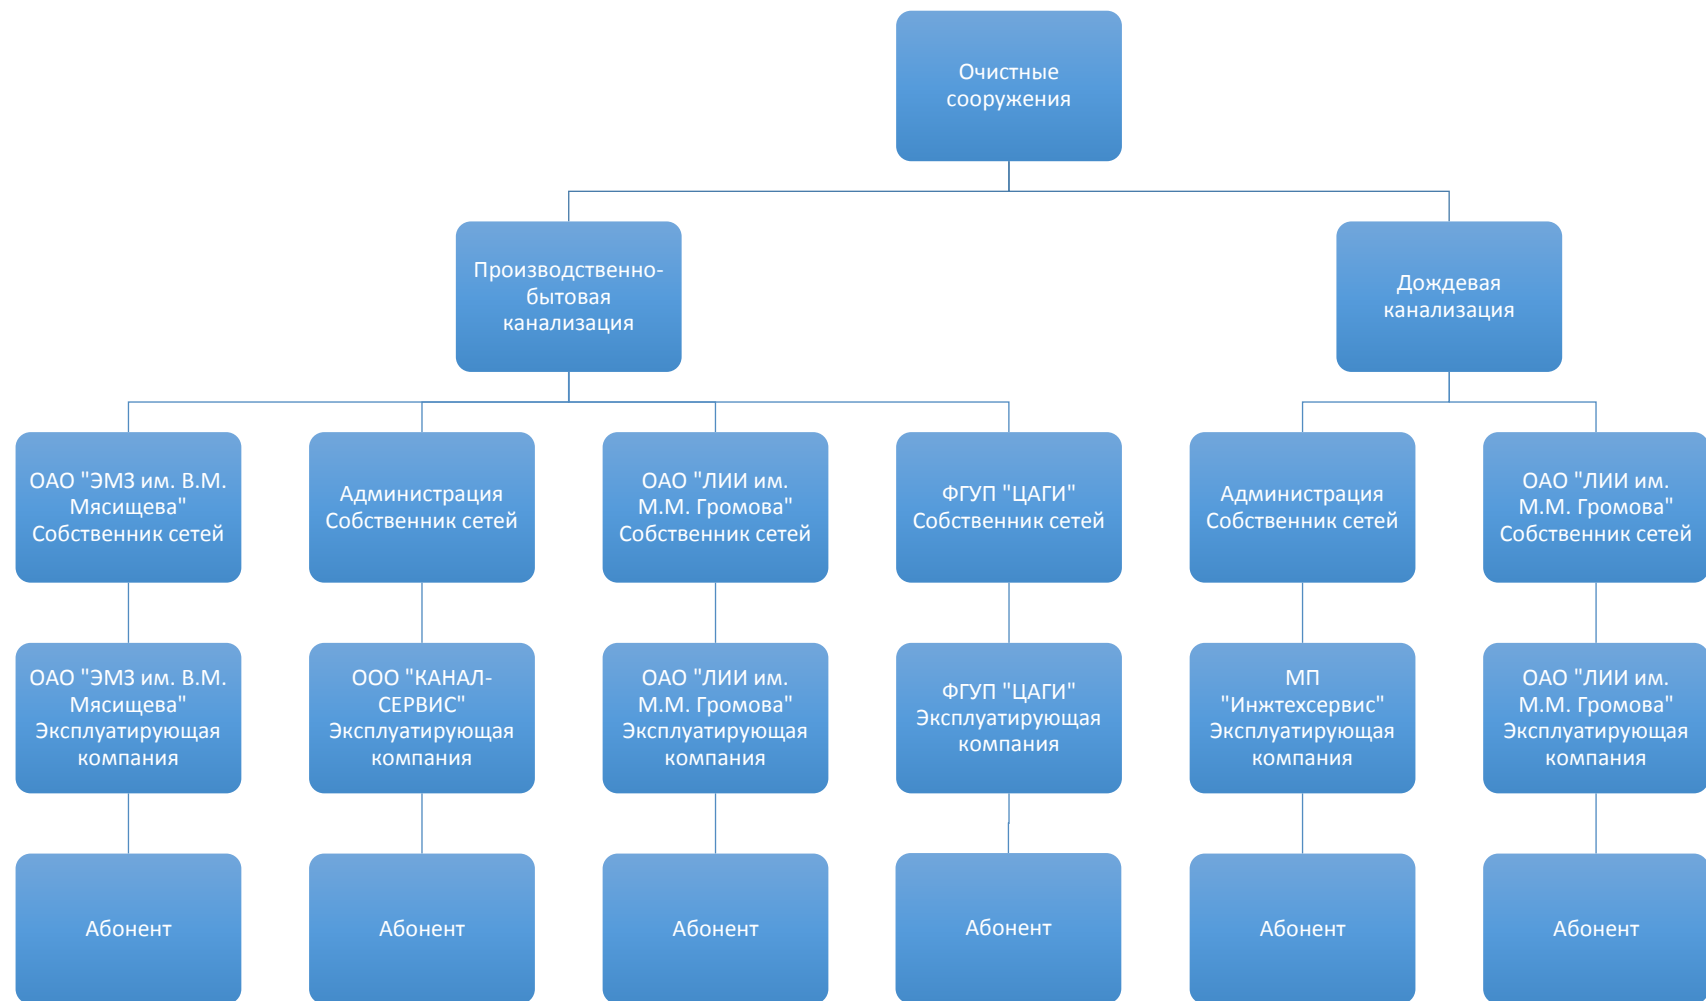 Очистные
сооружения
Производственно-
бытовая
канализация
Дождевая
канализация
ОАО "ЭМЗ им. В.М.
Мясищева"
Собственник сетей
Администрация
Собственник сетей
ОАО "ЛИИ им.
М.М. Громова"
Собственник сетей
ФГУП "ЦАГИ"
Собственник сетей
Администрация
Собственник сетей
ОАО "ЛИИ им.
М.М. Громова"
Собственник сетей
ОАО "ЭМЗ им. В.М.
Мясищева"
Эксплуатирующая
компания
ООО "КАНАЛ-
СЕРВИС"
Эксплуатирующая
компания
ОАО "ЛИИ им.
М.М. Громова"
Эксплуатирующая
компания
ФГУП "ЦАГИ"
Эксплуатирующая
компания
МП
"Инжтехсервис"
Эксплуатирующая
компания
ОАО "ЛИИ им.
М.М. Громова"
Эксплуатирующая
компания
Абонент
Абонент
Абонент
Абонент
Абонент
Абонент